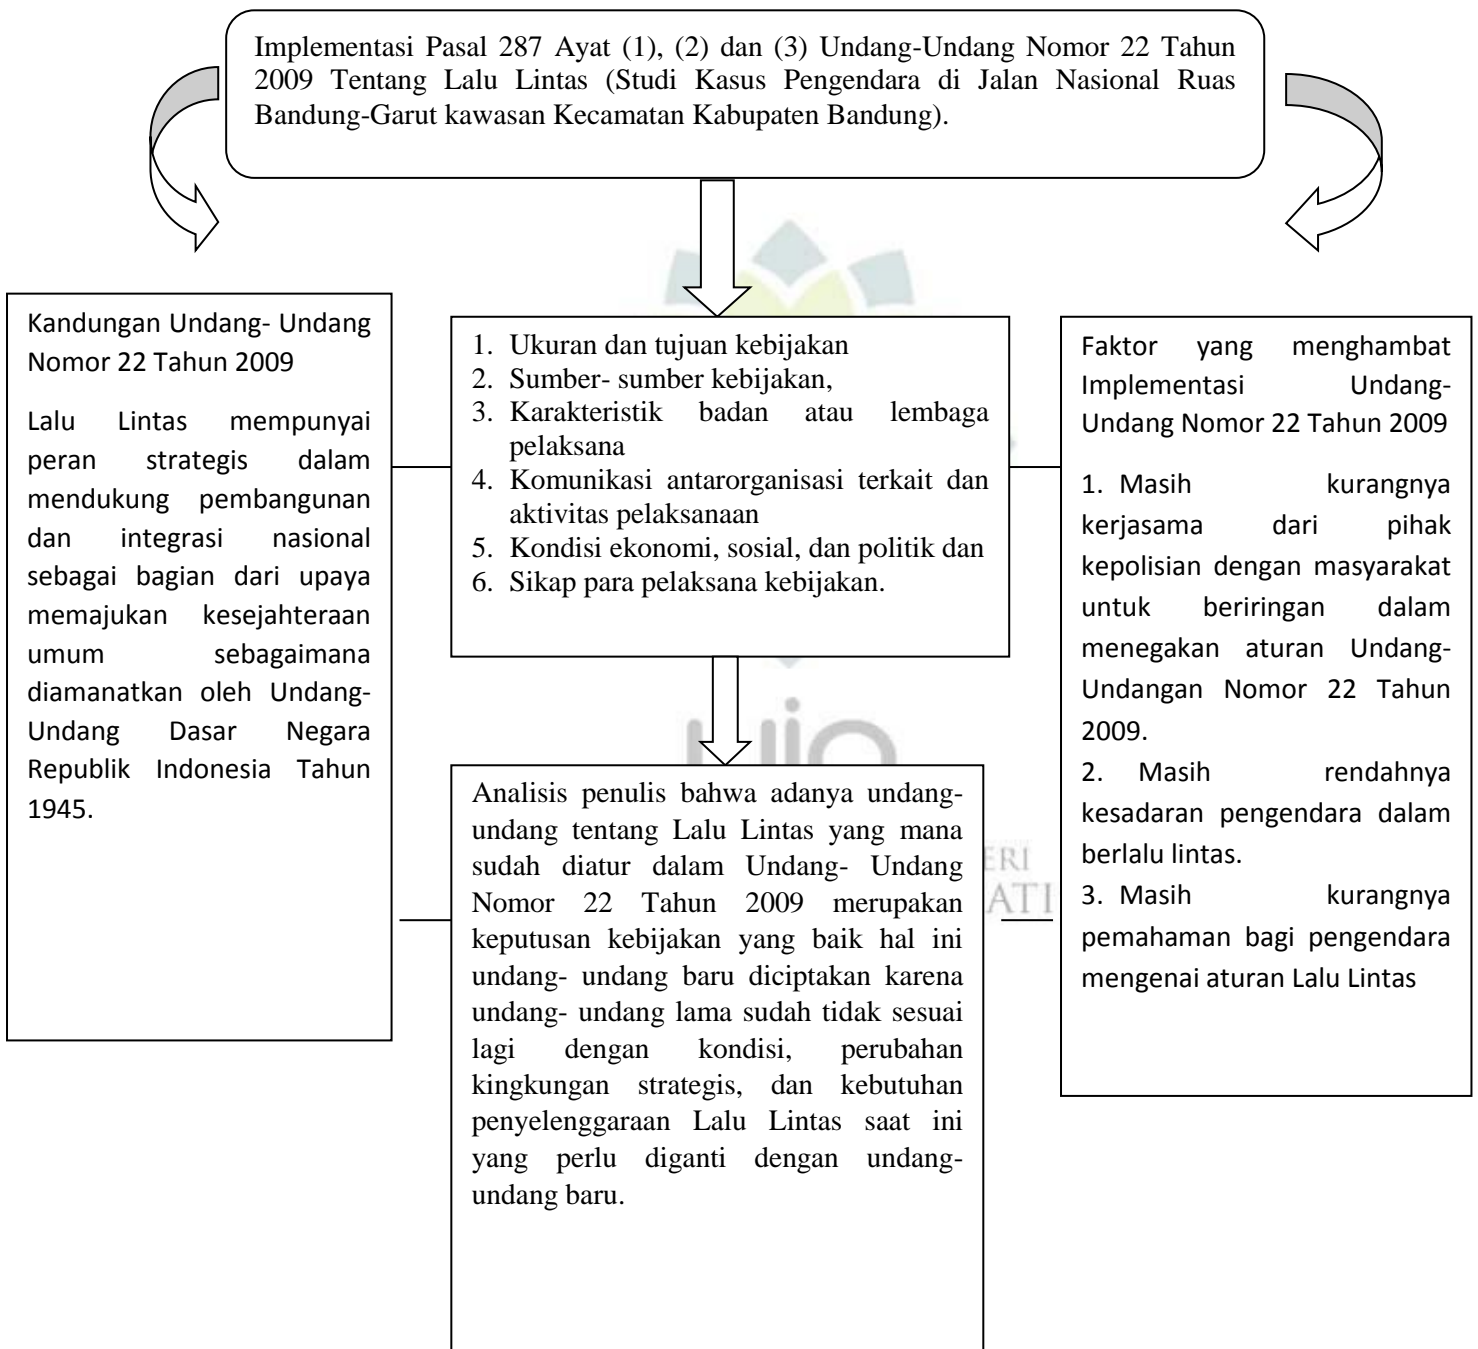 Implementasi Pasal 287 Ayat (1), (2) dan (3) Undang-Undang Nomor 22 Tahun
2009 Tentang Lalu Lintas (Studi Kasus Pengendara di Jalan Nasional Ruas
Bandung-Garut kawasan Kecamatan Kabupaten Bandung).
Kandungan Undang- Undang
Nomor 22 Tahun 2009
Lalu Lintas mempunyai
peran strategis dalam
mendukung pembangunan
dan integrasi nasional
sebagai bagian dari upaya
memajukan kesejahteraan
umum sebagaimana
diamanatkan oleh Undang-
Undang Dasar Negara
Republik Indonesia Tahun
1945.
1. Ukuran dan tujuan kebijakan
2. Sumber- sumber kebijakan,
3. Karakteristik badan atau lembaga
pelaksana
4. Komunikasi antarorganisasi terkait dan
aktivitas pelaksanaan
5. Kondisi ekonomi, sosial, dan politik dan
6. Sikap para pelaksana kebijakan.
Faktor yang menghambat
Implementasi Undang-
Undang Nomor 22 Tahun 2009
1. Masih kurangnya
kerjasama dari pihak
kepolisian dengan masyarakat
untuk beriringan dalam
menegakan aturan Undang-
Undangan Nomor 22 Tahun
2009.
2. Masih rendahnya
kesadaran pengendara dalam
berlalu lintas.
3. Masih kurangnya
pemahaman bagi pengendara
mengenai aturan Lalu Lintas
Analisis penulis bahwa adanya undang-
undang tentang Lalu Lintas yang mana
sudah diatur dalam Undang- Undang
Nomor 22 Tahun 2009 merupakan
keputusan kebijakan yang baik hal ini
undang- undang baru diciptakan karena
undang- undang lama sudah tidak sesuai
lagi dengan kondisi, perubahan
kingkungan strategis, dan kebutuhan
penyelenggaraan Lalu Lintas saat ini
yang perlu diganti dengan undang-
undang baru.